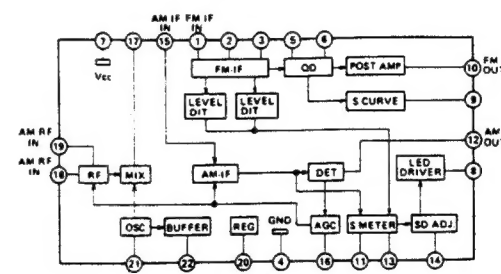 AM IF IN FM IF IN
7 17 15 1 2 3 5 6
VCC
FM-IF QD POST AMP 10 FM OUT
LEVEL DIT LEVEL DIT S CURVE 9
AM RF IN 19
12 AM OUT
AM RF IN 18 RF MIX AM-IF DET LED DRIVER 8
OSC BUFFER REG GND AGC S METER SD ADJ
21 22 20 4 16 11 13 14